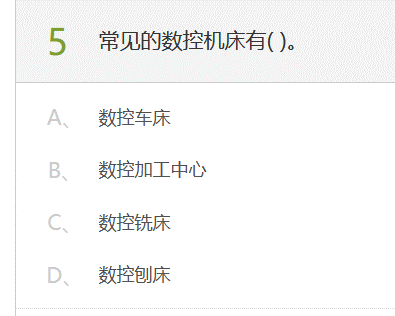 5 常见的数控机床有( )。
A、 数控车床
B、 数控加工中心
C、 数控铣床
D、 数控刨床